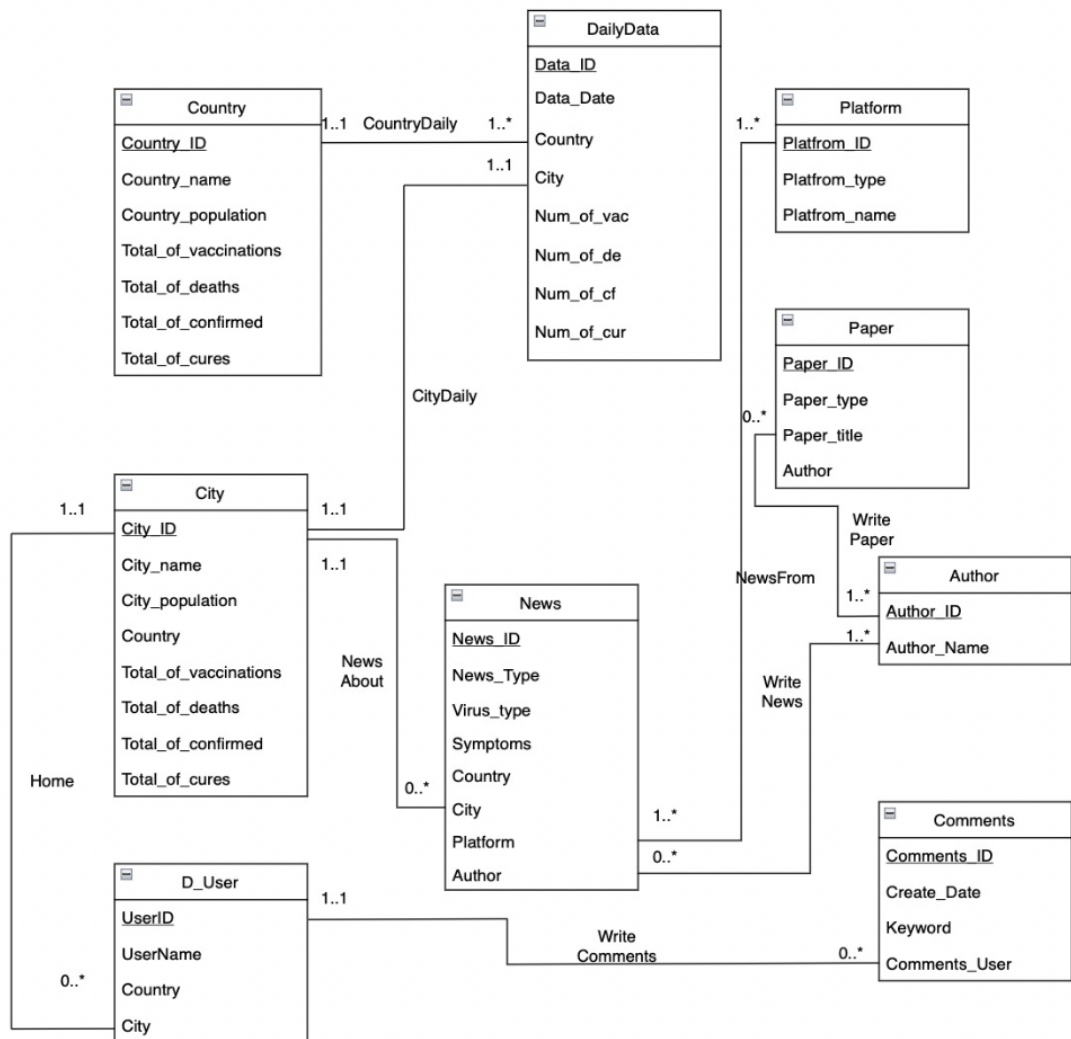 DailyData
Data_ID
Data_Date
Country
City
Num_of_vac
Num_of_de
Num_of_cf
Num_of_cur
Country
Country_ID
Country_name
Country_population
Total_of_vaccinations
Total_of_deaths
Total_of_confirmed
Total_of_cures
1..1
CountryDaily
1..*
1..1
CityDaily
1..1
Platform
Platfrom_ID
Platfrom_type
Platfrom_name
1..*
NewsFrom
1..*
Paper
Paper_ID
Paper_type
Paper_title
Author
0..*
Write
Paper
1..*
Author
Author_ID
Author_Name
1..*
Write
News
0..*
City
City_ID
City_name
City_population
Country
Total_of_vaccinations
Total_of_deaths
Total_of_confirmed
Total_of_cures
1..1
News
About
0..*
News
News_ID
News_Type
Virus_type
Symptoms
Country
City
Platform
Author
1..1
Home
0..*
D_User
UserID
UserName
Country
City
1..1
Write
Comments
0..*
Comments
Comments_ID
Create_Date
Keyword
Comments_User